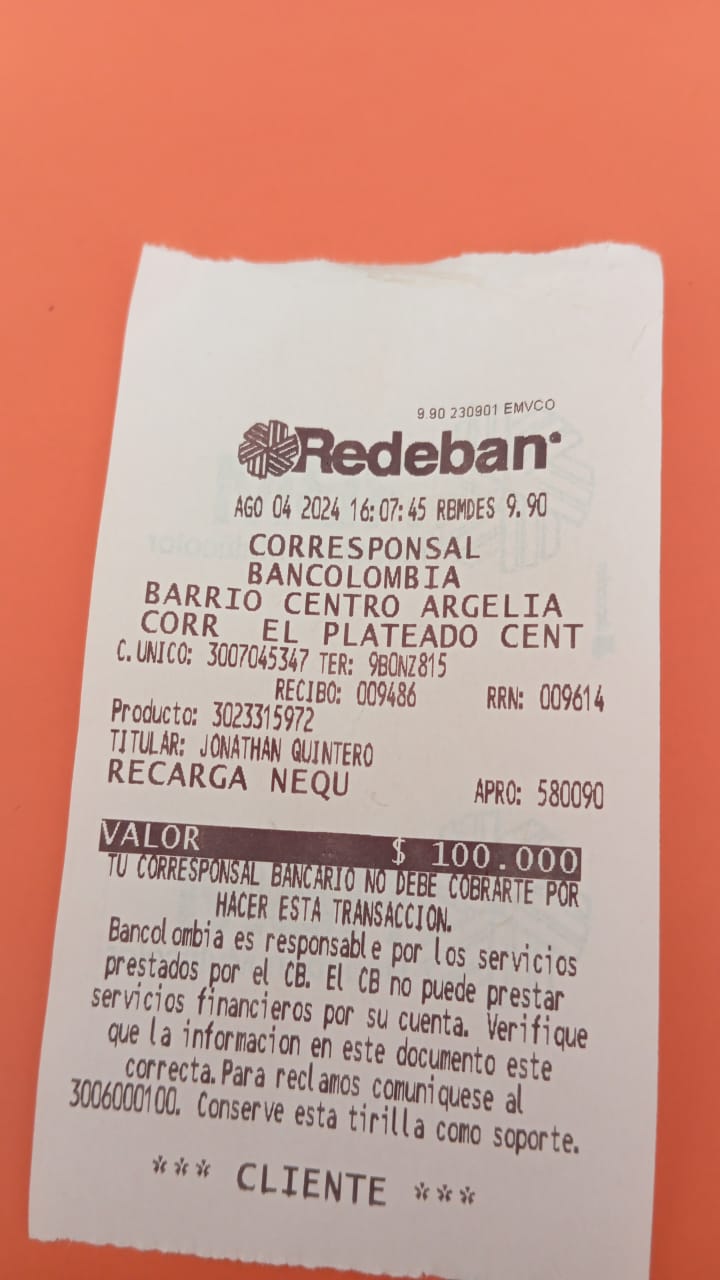 9.90 230901 EMVCO
Redeban
AGO 04 2024 16:07:45 RBMDES 9.90
CORRESPONSAL
BANCOLOMBIA
BARRIO CENTRO ARGELIA
CORR EL PLATEADO CENT
C.UNICO: 3007045347 TER: 9BONZ815
RECIBO: 009486 RRN: 009614
Producto: 3023315972
TITULAR: JONATHAN QUINTERO
RECARGA NEQU APRO: 580090
VALOR $ 100.000
TU CORRESPONSAL BANCARIO NO DEBE COBRARTE POR
HACER ESTA TRANSACCION.
Bancolombia es responsable por los servicios
prestados por el CB. El CB no puede prestar
servicios financieros por su cuenta. Verifique
que la informacion en este documento este
correcta.Para reclamos comuniquese al
3006000100. Conserve esta tirilla como soporte.
*** CLIENTE ***